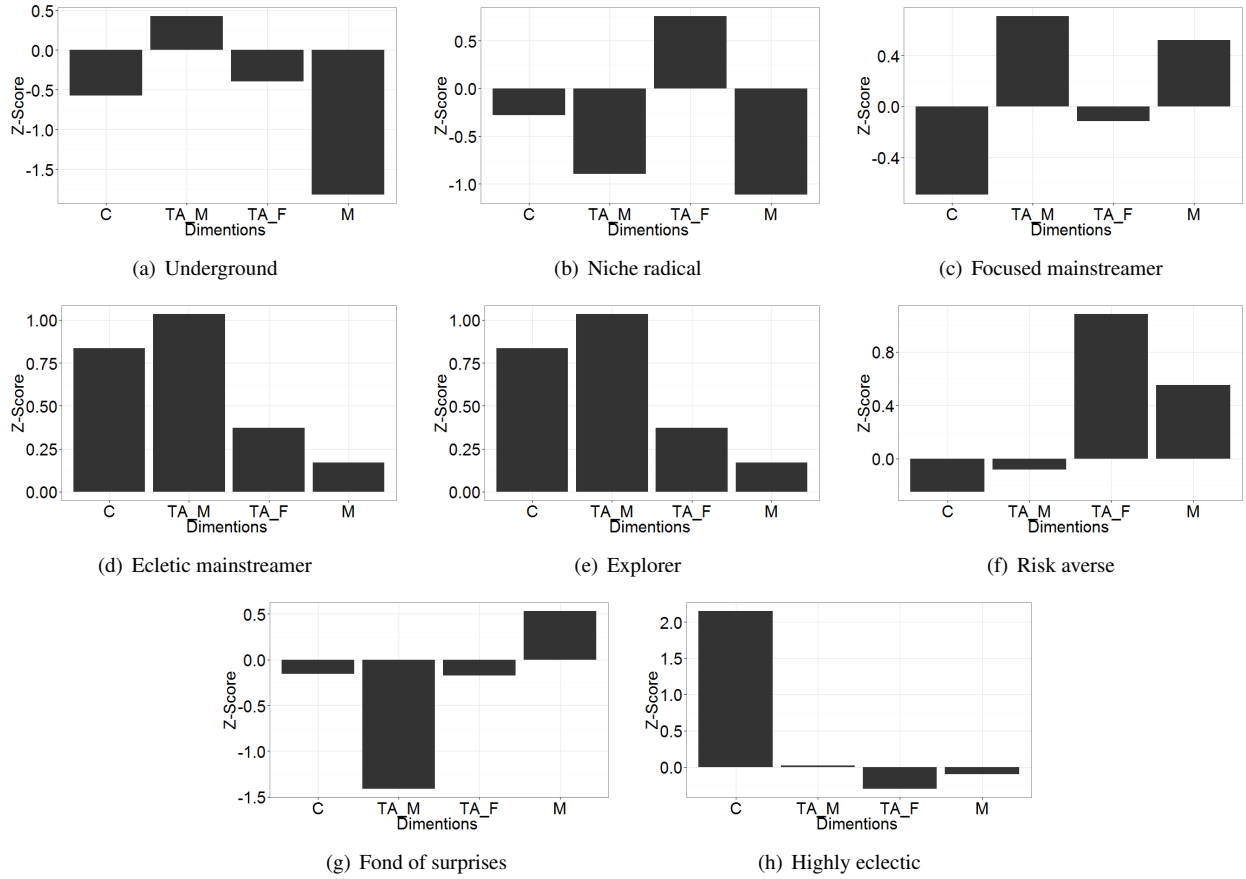 0.5
0.0
-0.5
-1.0
-1.5
Z-Score
C TA_M TA_F M
Dimentions
(a) Underground
0.5
0.0
-0.5
-1.0
Z-Score
C TA_M TA_F M
Dimentions
(b) Niche radical
0.4
0.0
-0.4
Z-Score
C TA_M TA_F M
Dimentions
(c) Focused mainstreamer
1.00
0.75
0.50
0.25
0.00
Z-Score
C TA_M TA_F M
Dimentions
(d) Ecletic mainstreamer
1.00
0.75
0.50
0.25
0.00
Z-Score
C TA_M TA_F M
Dimentions
(e) Explorer
0.8
0.4
0.0
Z-Score
C TA_M TA_F M
Dimentions
(f) Risk averse
0.5
0.0
-0.5
-1.0
-1.5
Z-Score
C TA_M TA_F M
Dimentions
(g) Fond of surprises
2.0
1.5
1.0
0.5
0.0
Z-Score
C TA_M TA_F M
Dimentions
(h) Highly eclectic